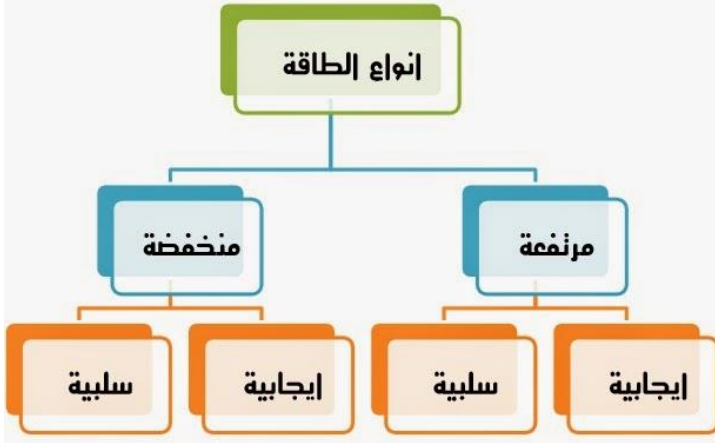 انواع الطاقة
مرتفعة
منخفضة
ايجابية
سلبية
ايجابية
سلبية